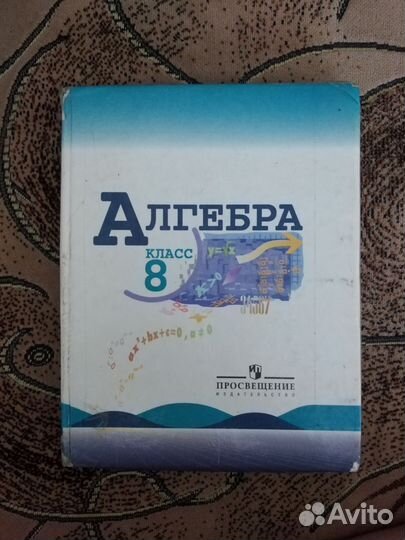 АЛГЕБРА
КЛАСС
8
y=√x
ax²+bx+c=0, a≠0
ПРОСВЕЩЕНИЕ
ИЗДАТЕЛЬСТВО
Avito